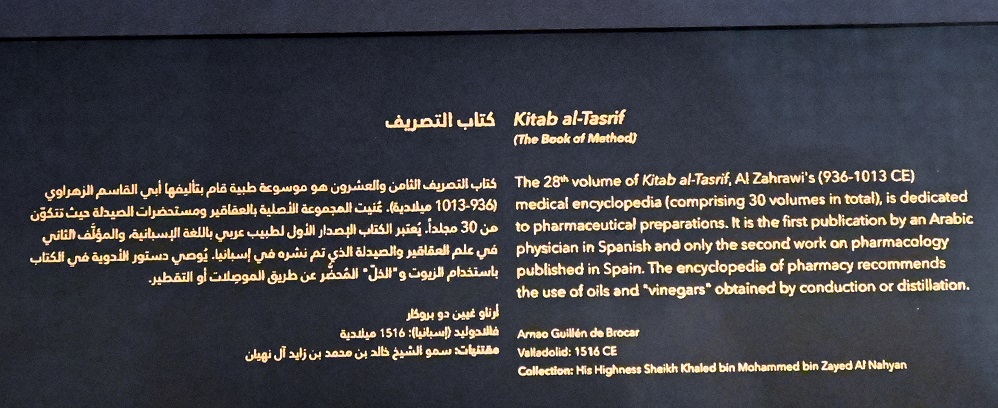 كتاب التصريف
كتاب التصريف الثامن والعشرون هو موسوعة طبية قام بتأليفها أبي القاسم الزهراوي
(936-1013 ميلادية). عُنيت المجموعة الأصلية بالعقاقير ومستحضرات الصيدلة حيث تتكوّن
من 30 مجلداً. يُعتبر الكتاب الإصدار الأول لطبيب عربي باللغة الإسبانية، والمؤلَّف الثاني
في علم العقاقير والصيدلة الذي تم نشره في إسبانيا. يُوصي دستور الأدوية في الكتاب
باستخدام الزيوت و"الخلّ" المُحضَّر عن طريق الموصلات أو التقطير.
أرناو غيين دو بروكار
فالادوليد (إسبانيا): 1516 ميلادية
مقتنيات: سمو الشيخ خالد بن محمد بن زايد آل نهيان
Kitab al-Tasrif
(The Book of Method)
The 28th volume of Kitab al-Tasrif, Al Zahrawi's (936-1013 CE)
medical encyclopedia (comprising 30 volumes in total), is dedicated
to pharmaceutical preparations. It is the first publication by an Arabic
physician in Spanish and only the second work on pharmacology
published in Spain. The encyclopedia of pharmacy recommends
the use of oils and "vinegars" obtained by conduction or distillation.
Arnao Guillén de Brocar
Valladolid: 1516 CE
Collection: His Highness Sheikh Khaled bin Mohammed bin Zayed Al Nahyan